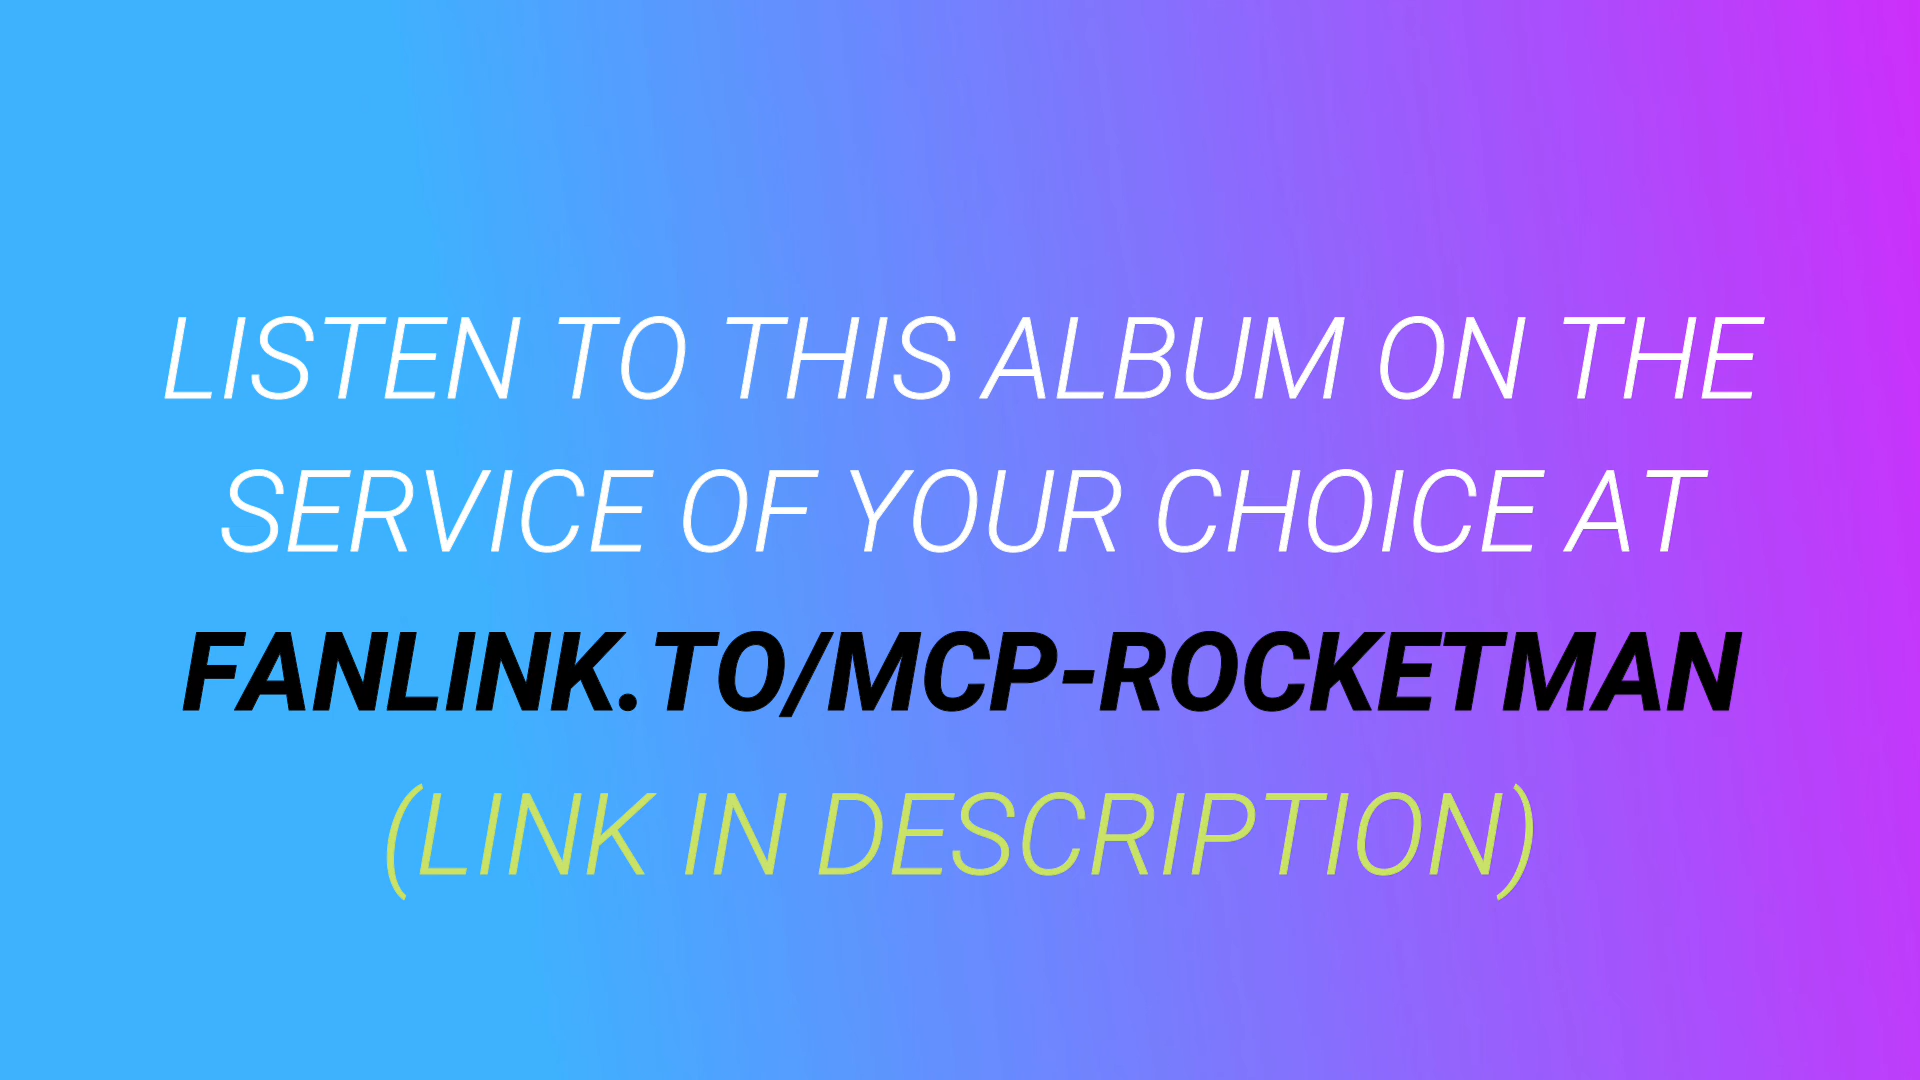 LISTEN TO THIS ALBUM ON THE
SERVICE OF YOUR CHOICE AT
FANLINK.TO/MCP-ROCKETMAN
(LINK IN DESCRIPTION)